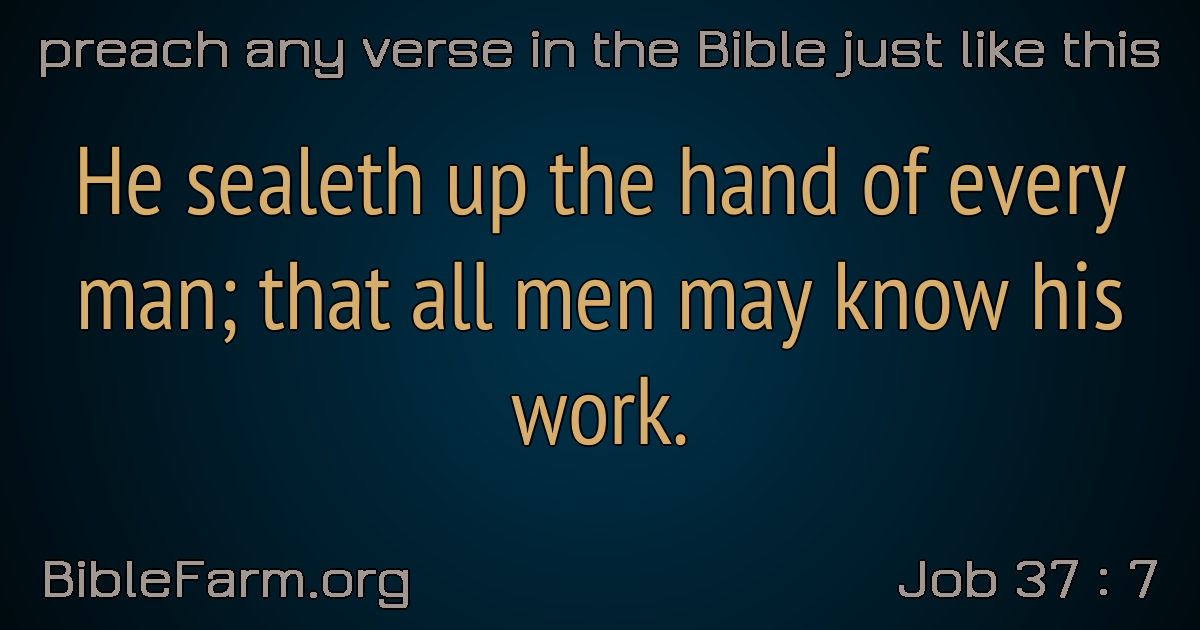 preach any verse in the Bible just like this
He sealeth up the hand of every
man; that all men may know his
work.
BibleFarm.org
Job 37 : 7